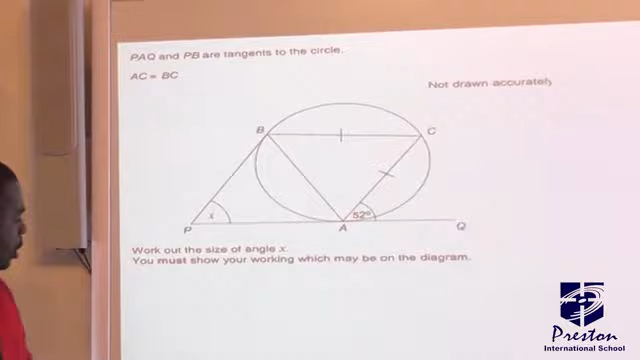 PAQ and PB are tangents to the circle.
AC = BC
Not drawn accurately
B
C
x
52º
P
A
Q
Work out the size of angle x.
You must show your working which may be on the diagram.
Preston
International School